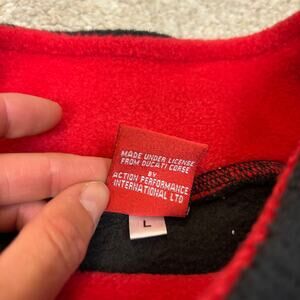 MADE UNDER LICENSE
FROM DUCATI CORSE
BY
ACTION PERFORMANCE
INTERNATIONAL LTD
L